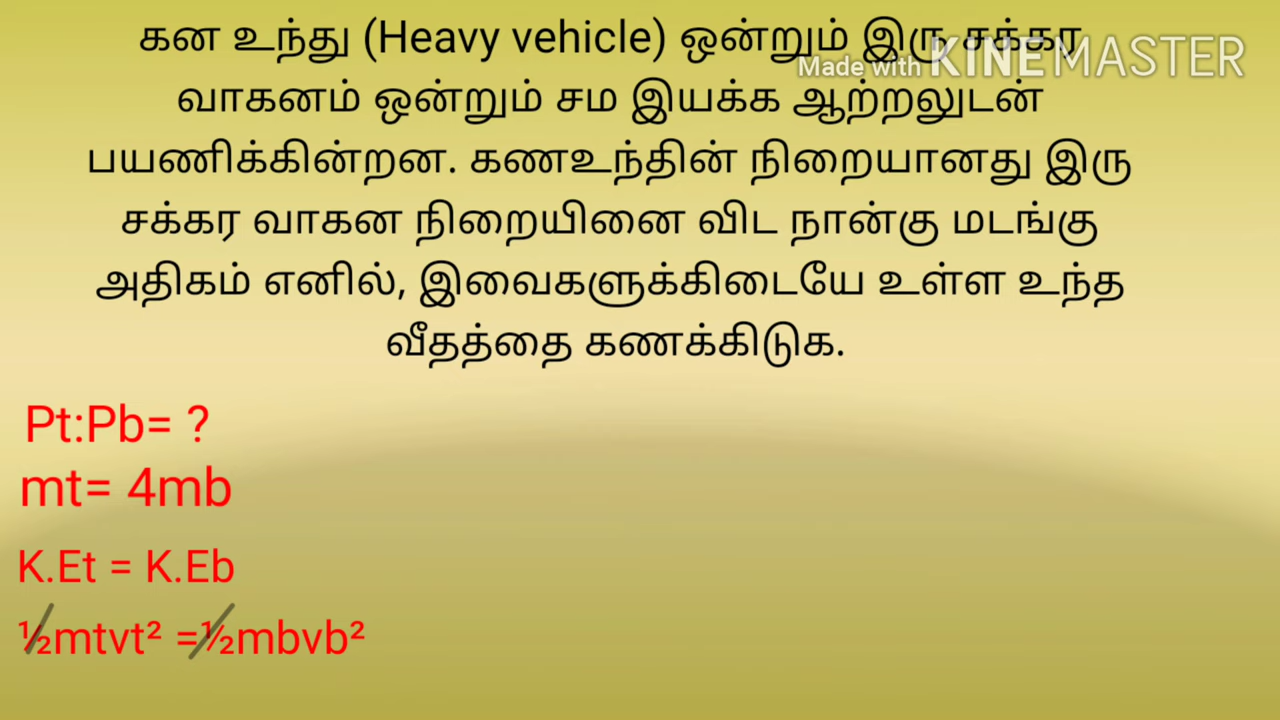 கன உந்து (Heavy vehicle) ஒன்றும் இரு சக்கர
Made with KINEMASTER
வாகனம் ஒன்றும் சம இயக்க ஆற்றலுடன்
பயணிக்கின்றன. கணஉந்தின் நிறையானது இரு
சக்கர வாகன நிறையினை விட நான்கு மடங்கு
அதிகம் எனில், இவைகளுக்கிடையே உள்ள உந்த
வீதத்தை கணக்கிடுக.
Pt:Pb= ?
mt= 4mb
K.Et = K.Eb
½mtvt² =½mbvb²